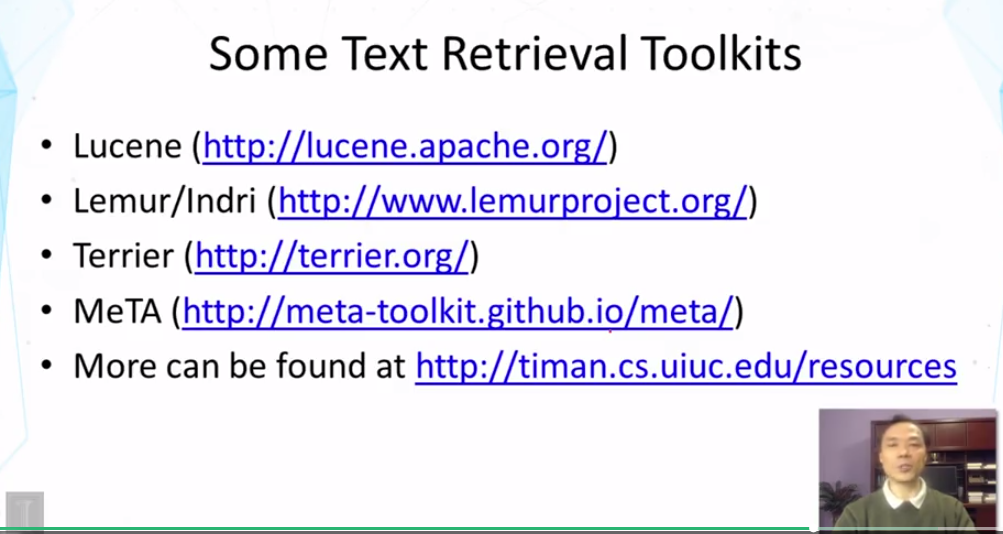 Some Text Retrieval Toolkits
• Lucene (http://lucene.apache.org/)
• Lemur/Indri (http://www.lemurproject.org/)
• Terrier (http://terrier.org/)
• MeTA (http://meta-toolkit.github.io/meta/)
• More can be found at http://timan.cs.uiuc.edu/resources
I